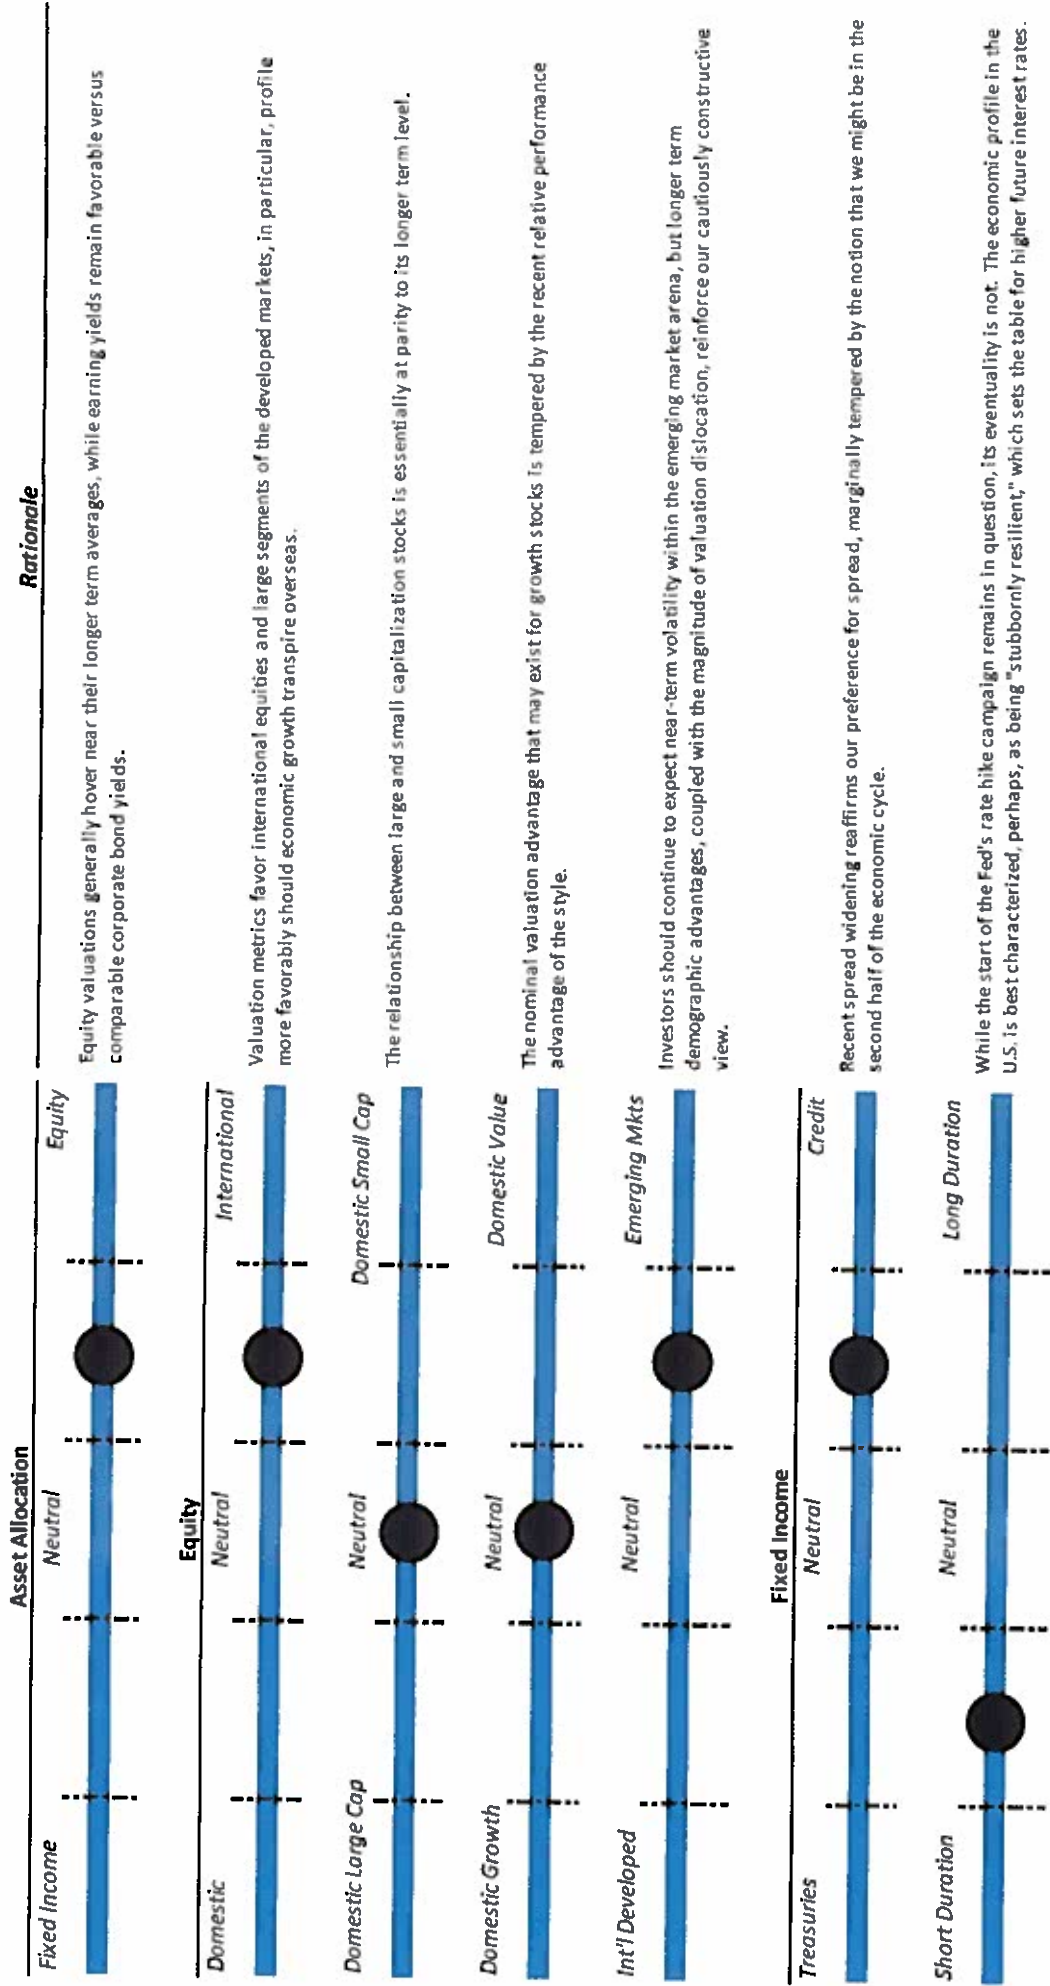 Asset Allocation
Rationale
Fixed Income Neutral Equity
Equity valuations generally hover near their longer term averages, while earning yields remain favorable versus
comparable corporate bond yields.
Equity
Domestic Neutral International
Valuation metrics favor international equities and large segments of the developed markets, in particular, profile
more favorably should economic growth transpire overseas.
Domestic Large Cap Neutral Domestic Small Cap
The relationship between large and small capitalization stocks is essentially at parity to its longer term level.
Domestic Growth Neutral Domestic Value
The nominal valuation advantage that may exist for growth stocks is tempered by the recent relative performance
advantage of the style.
Int'l Developed Neutral Emerging Mkts
Investors should continue to expect near-term volatility within the emerging market arena, but longer term
demographic advantages, coupled with the magnitude of valuation dislocation, reinforce our cautiously constructive
view.
Fixed Income
Treasuries Neutral Credit
Recent spread widening reaffirms our preference for spread, marginally tempered by the notion that we might be in the
second half of the economic cycle.
Short Duration Neutral Long Duration
While the start of the Fed's rate hike campaign remains in question, its eventuality is not. The economic profile in the
U.S. is best characterized, perhaps, as being "stubbornly resilient," which sets the table for higher future interest rates.